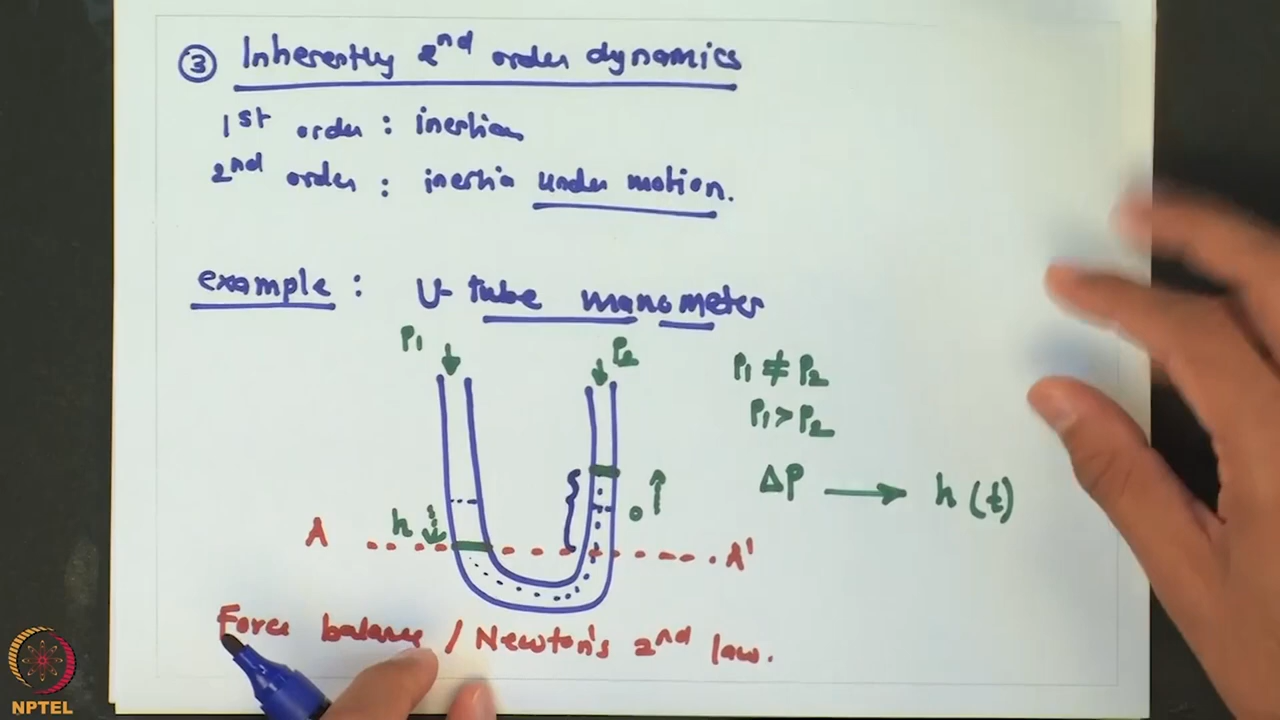 ③ Inherently 2nd order dynamics
1st order : inertia
2nd order : inertia under motion.
example : U-tube manometer
P1 P2
P1 ≠ P2
P1 > P2
ΔP → h(t)
h 0
A A'
Force balance / Newton's 2nd law.
NPTEL